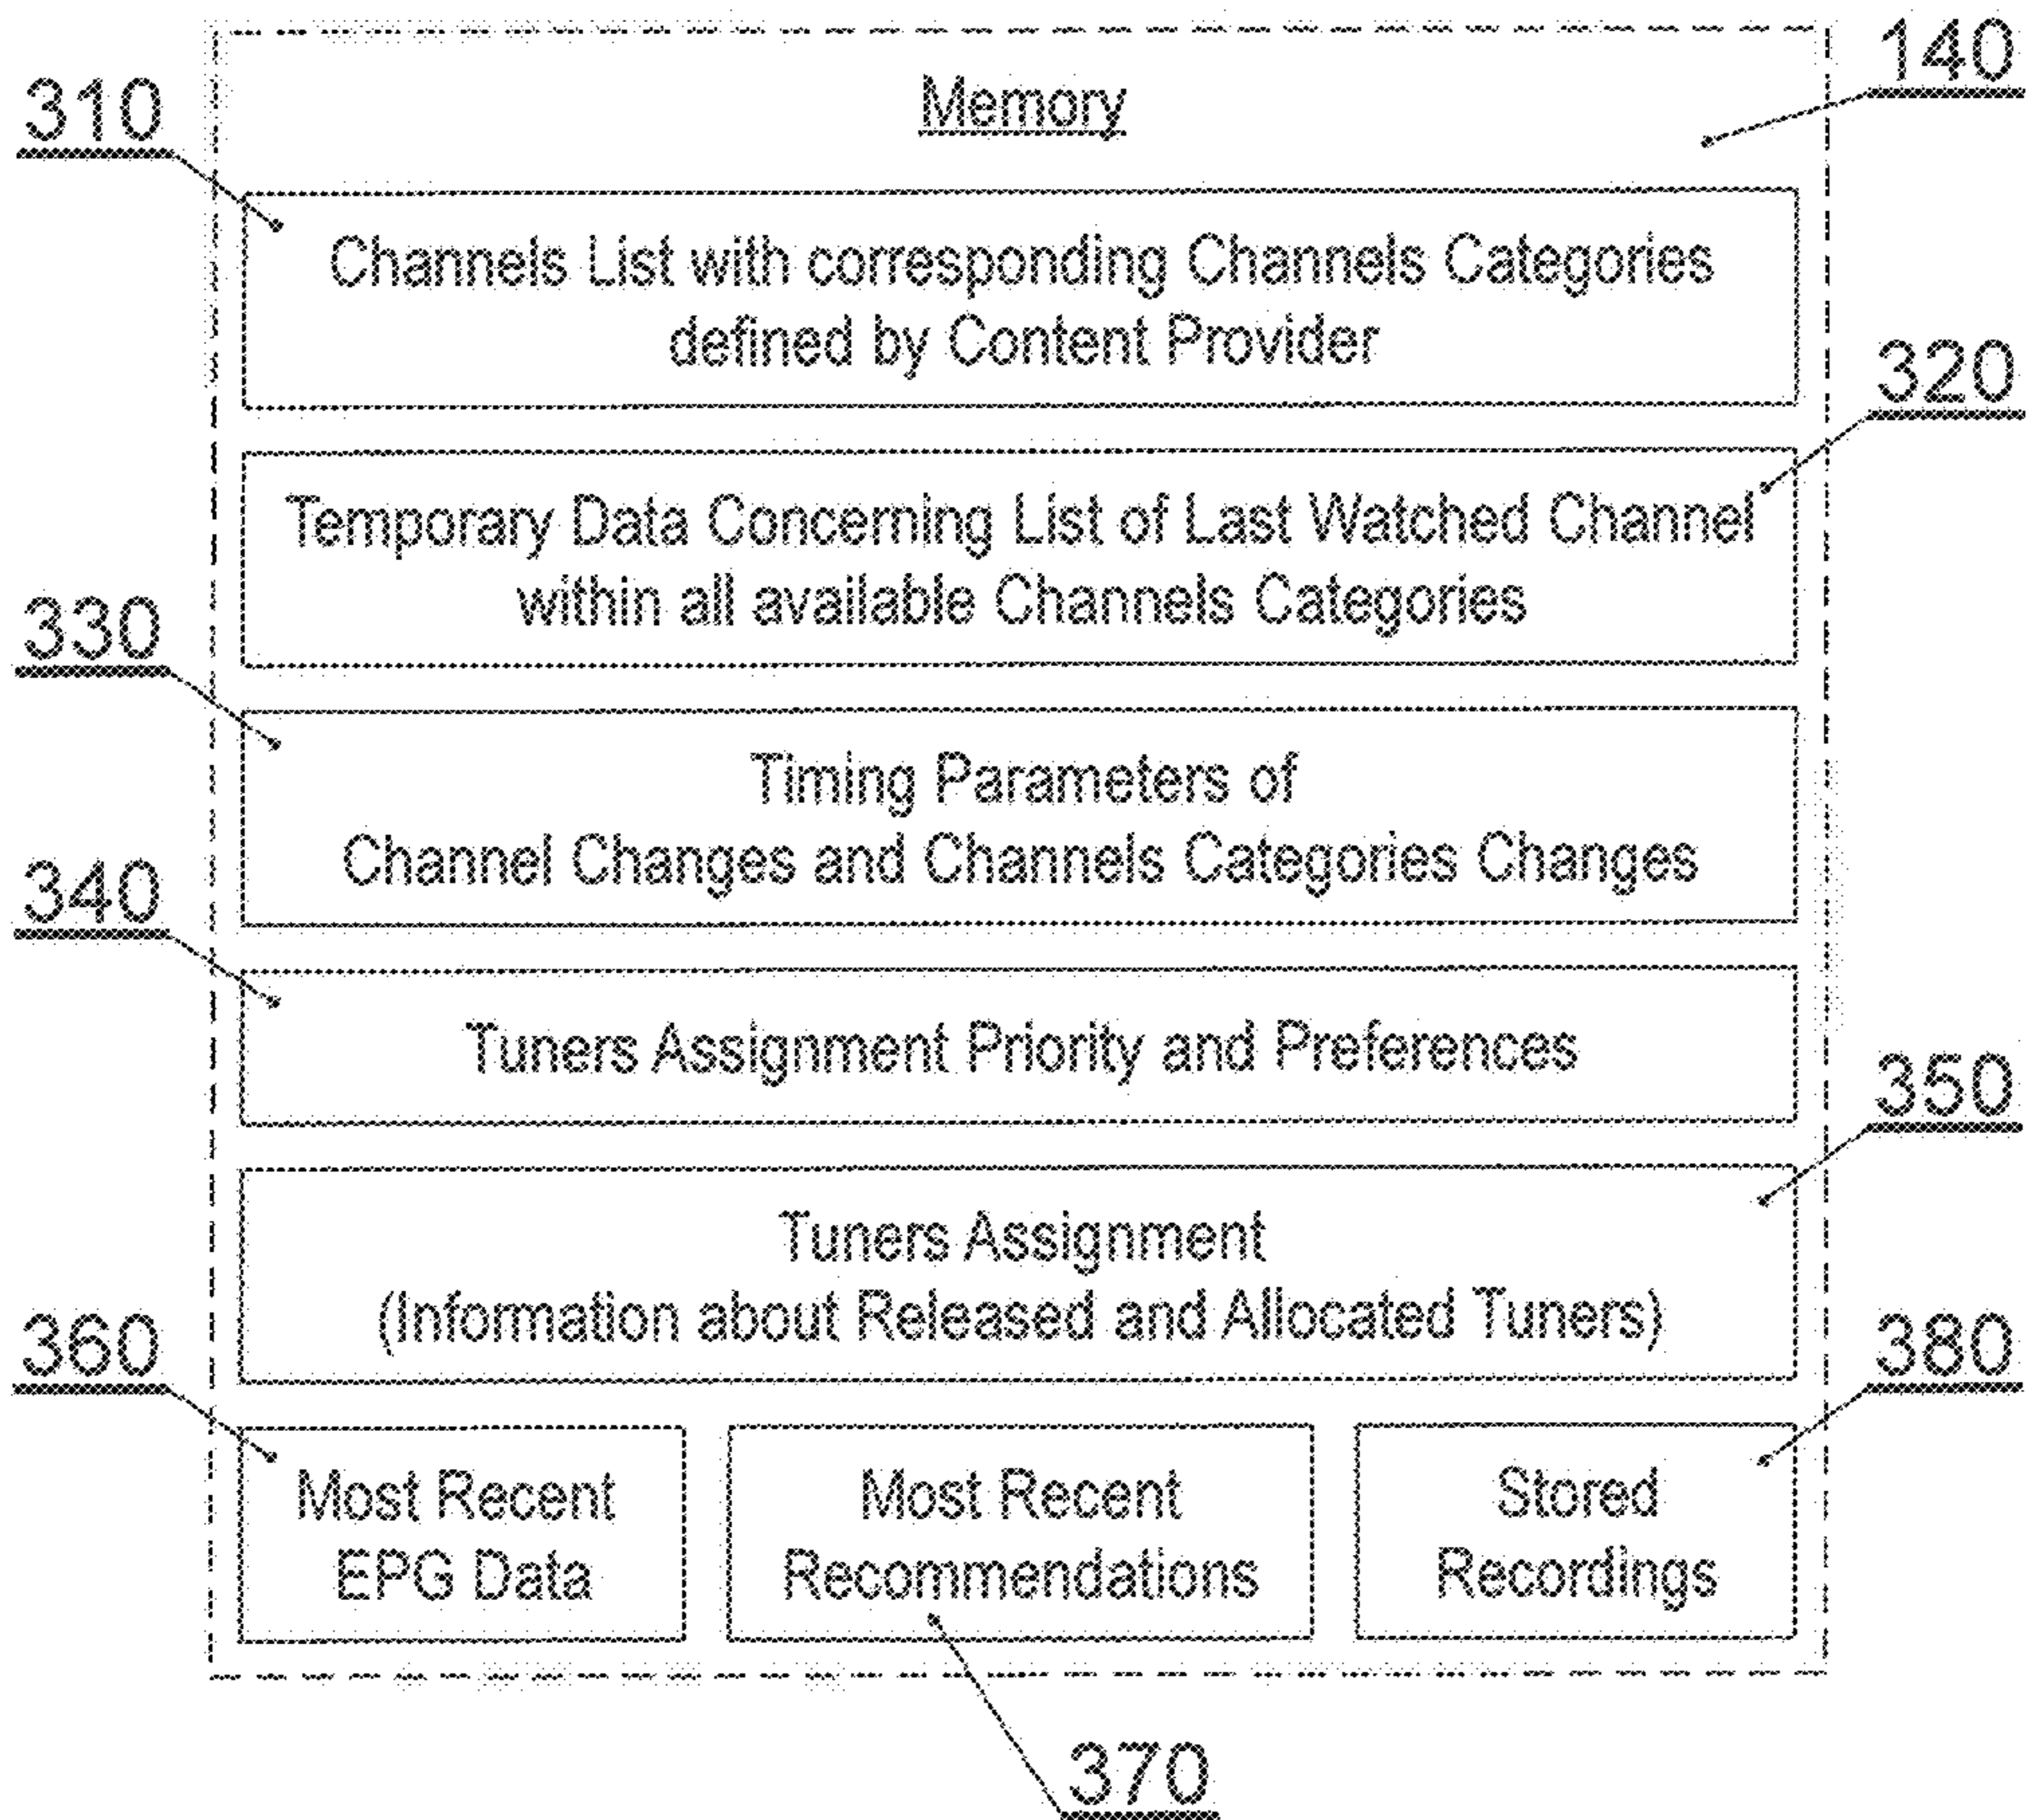 140
Memory
310
Channels List with corresponding Channels Categories
defined by Content Provider
320
Temporary Data Concerning List of Last Watched Channel
within all available Channels Categories
330
Timing Parameters of
Channel Changes and Channels Categories Changes
340
Tuners Assignment Priority and Preferences
350
Tuners Assignment
(Information about Released and Allocated Tuners)
360
380
Most Recent
EPG Data
Most Recent
Recommendations
Stored
Recordings
370